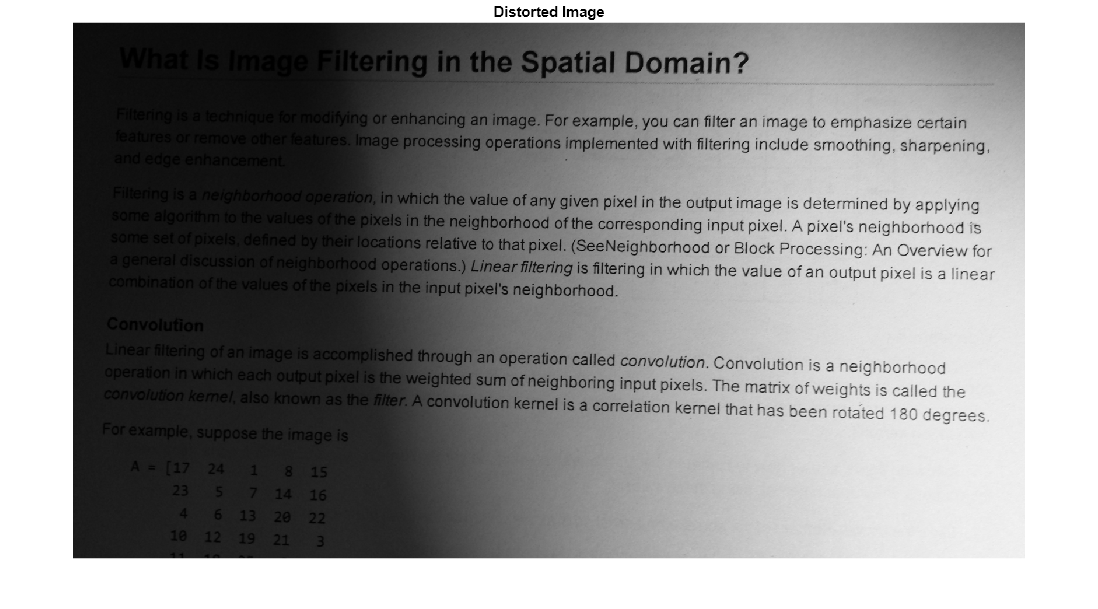 Distorted Image
What Is Image Filtering in the Spatial Domain?
Filtering is a technique for modifying or enhancing an image. For example, you can filter an image to emphasize certain
features or remove other features. Image processing operations implemented with filtering include smoothing, sharpening,
and edge enhancement.
Filtering is a neighborhood operation, in which the value of any given pixel in the output image is determined by applying
some algorithm to the values of the pixels in the neighborhood of the corresponding input pixel. A pixel's neighborhood is
some set of pixels, defined by their locations relative to that pixel. (SeeNeighborhood or Block Processing: An Overview for
a general discussion of neighborhood operations.) Linear filtering is filtering in which the value of an output pixel is a linear
combination of the values of the pixels in the input pixel's neighborhood.
Convolution
Linear filtering of an image is accomplished through an operation called convolution. Convolution is a neighborhood
operation in which each output pixel is the weighted sum of neighboring input pixels. The matrix of weights is called the
convolution kernel, also known as the filter. A convolution kernel is a correlation kernel that has been rotated 180 degrees.
For example, suppose the image is
A = [17 24 1 8 15
23 5 7 14 16
4 6 13 20 22
10 12 19 21 3